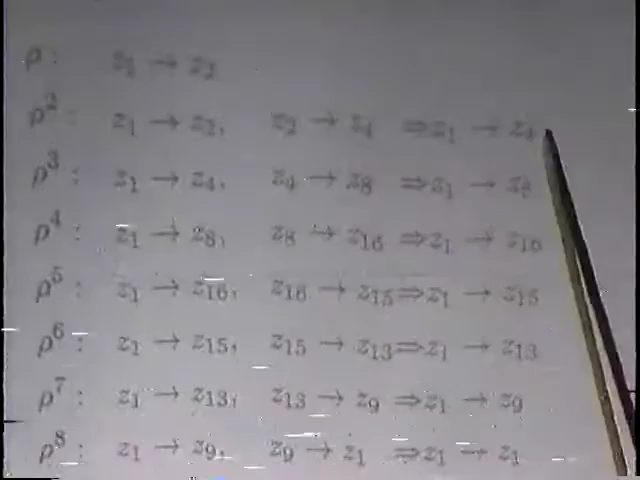 ρ : z₁ → z₂
ρ² : z₁ → z₂, z₂ → z₄ ⇒ z₁ → z₄
ρ³ : z₁ → z₄, z₄ → z₈ ⇒ z₁ → z₈
ρ⁴ : z₁ → z₈, z₈ → z₁₆ ⇒ z₁ → z₁₆
ρ⁵ : z₁ → z₁₆, z₁₆ → z₁₅ ⇒ z₁ → z₁₅
ρ⁶ : z₁ → z₁₅, z₁₅ → z₁₃ ⇒ z₁ → z₁₃
ρ⁷ : z₁ → z₁₃, z₁₃ → z₉ ⇒ z₁ → z₉
ρ⁸ : z₁ → z₉, z₉ → z₁ ⇒ z₁ → z₁